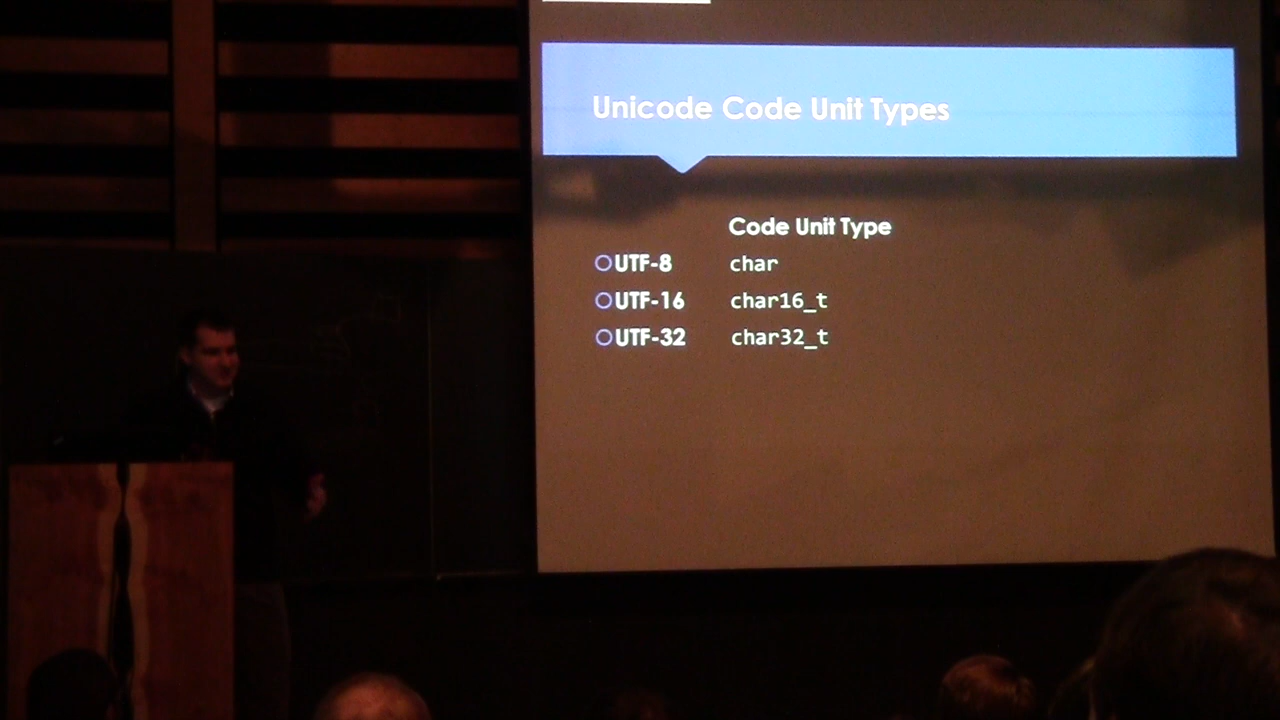 Unicode Code Unit Types
Code Unit Type
UTF-8 char
UTF-16 char16_t
UTF-32 char32_t